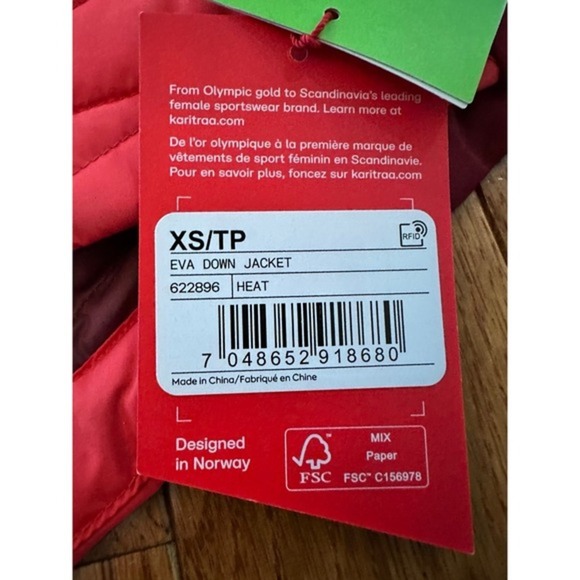 From Olympic gold to Scandinavia's leading
female sportswear brand. Learn more at
karitraa.com
De l'or olympique à la première marque de
vêtements de sport féminin en Scandinavie.
Pour en savoir plus, foncez sur karitraa.com
XS/TP
RFID
EVA DOWN JACKET
622896 HEAT
7 048652 918680
Made in China/Fabriqué en Chine
Designed
in Norway
FSC
MIX
Paper
FSC™ C156978